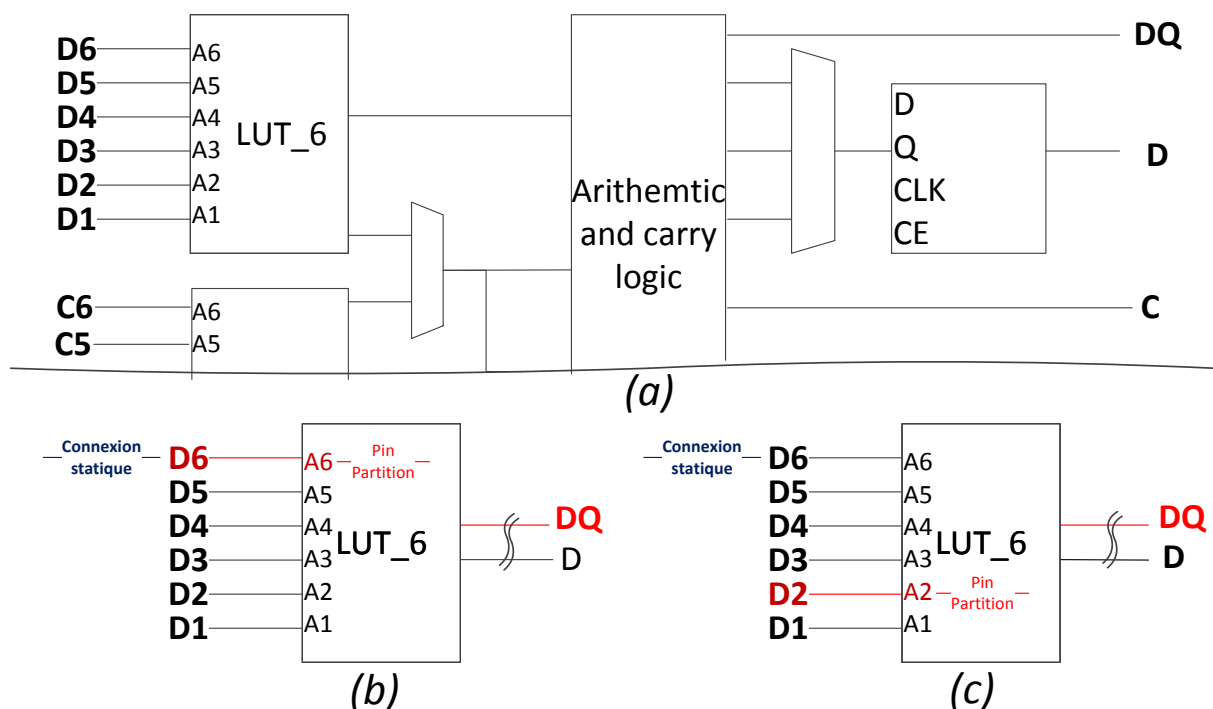 D6
A6
D5
A5
D4
A4
D3
A3
D2
A2
D1
A1
LUT_6
C6
A6
C5
A5
Arithemtic
and carry
logic
D
Q
CLK
CE
DQ
D
C
(a)
Connexion
statique
D6
A6
Pin
Partition
D5
A5
D4
A4
D3
A3
D2
A2
D1
A1
LUT_6
DQ
D
(b)
Connexion
statique
D6
A6
D5
A5
D4
A4
D3
A3
D2
A2
Pin
Partition
D1
A1
LUT_6
DQ
D
(c)